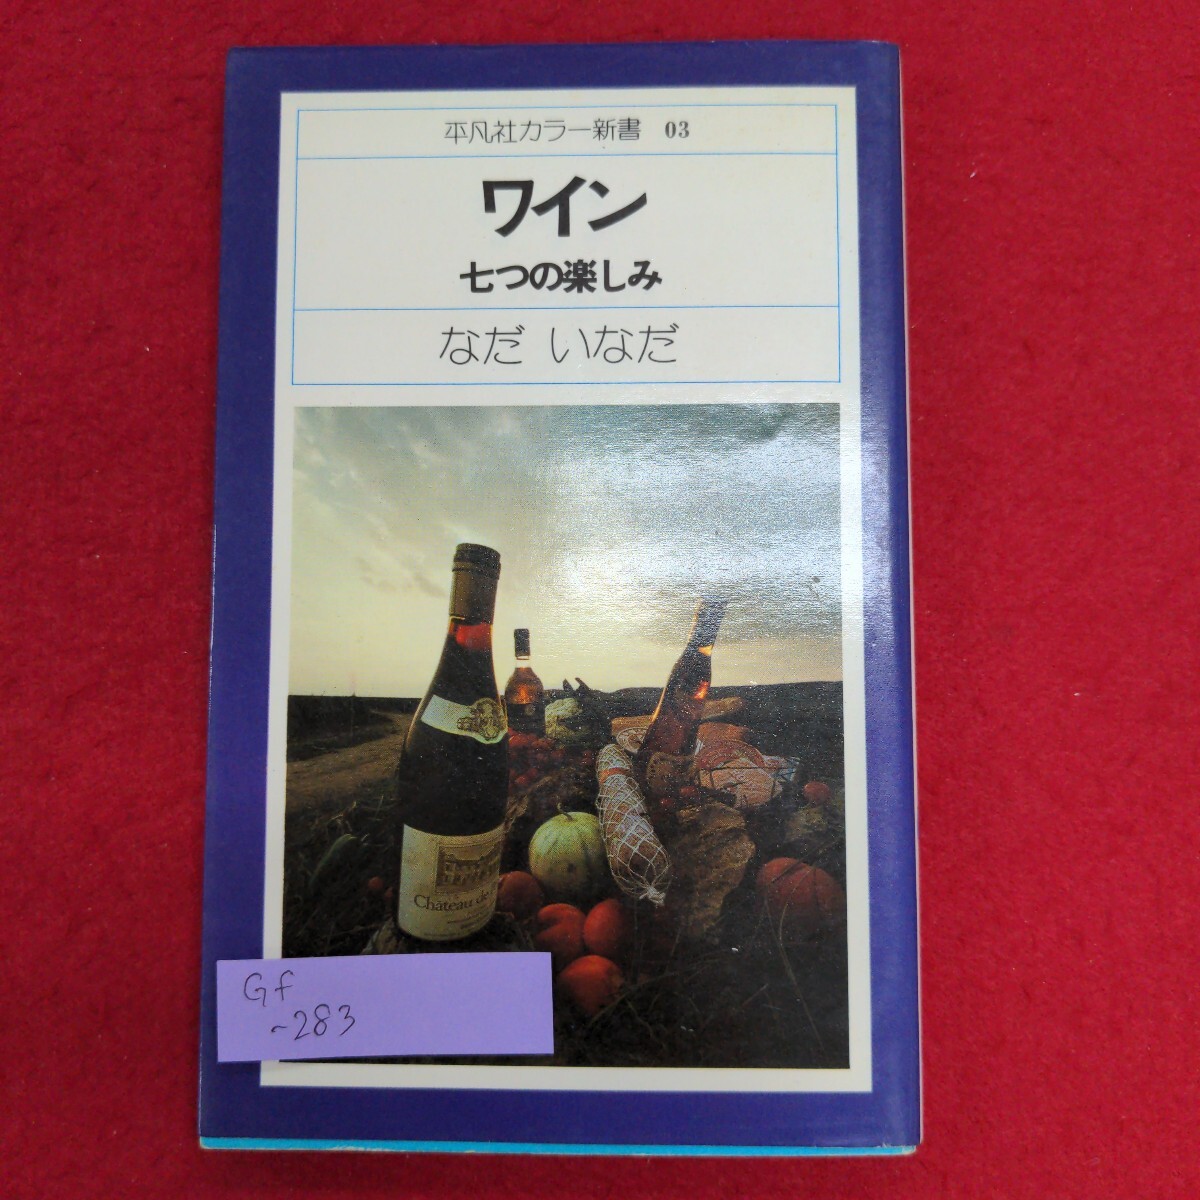 平凡社カラー新書 03
ワイン
七つの楽しみ
なだ いなだ
Château de
Gf
~283